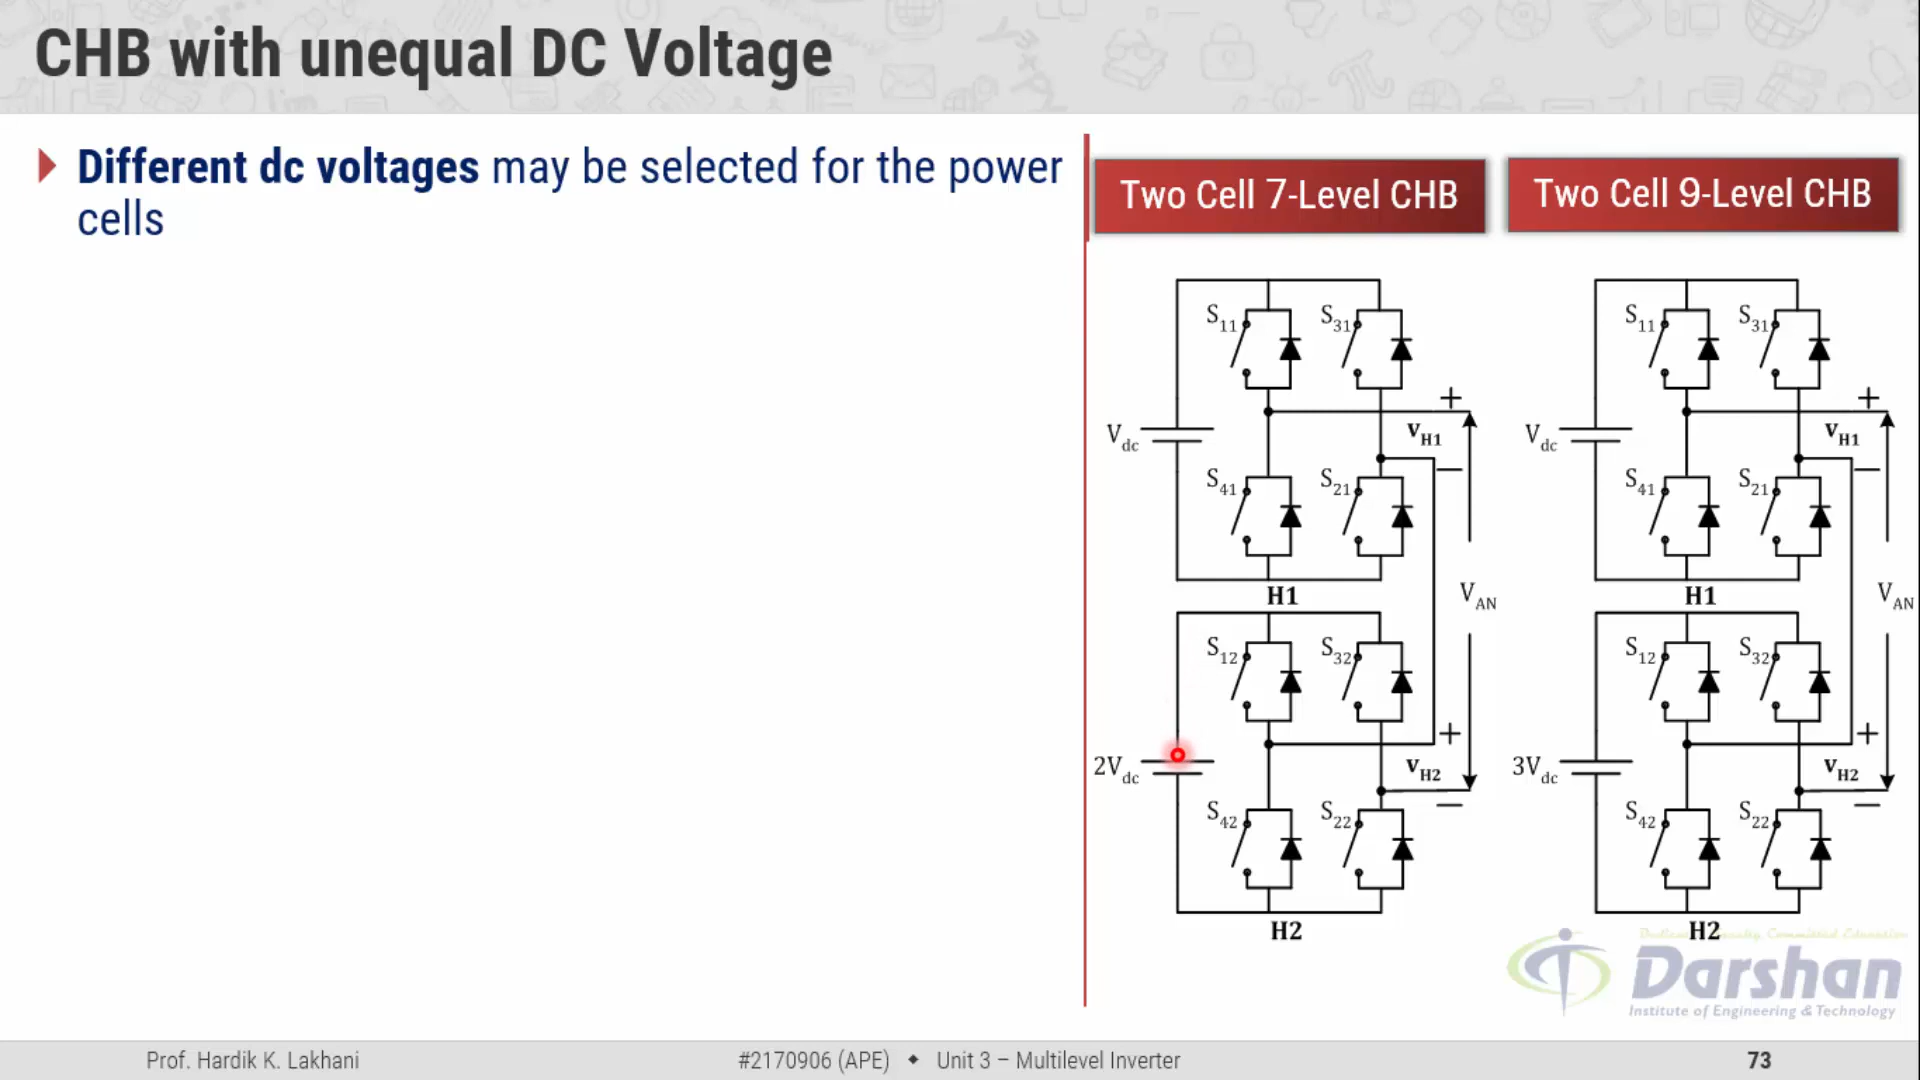 CHB with unequal DC Voltage
Different dc voltages may be selected for the power
cells
Two Cell 7-Level CHB
Two Cell 9-Level CHB
S11
S31
+
Vdc
vH1
–
S41
S21
H1
VAN
S12
S32
+
2Vdc
vH2
–
S42
S22
H2
S11
S31
+
Vdc
vH1
–
S41
S21
H1
VAN
S12
S32
+
3Vdc
vH2
–
S42
S22
H2
Committed Education
Darshan
Institute of Engineering & Technology
Prof. Hardik K. Lakhani
#2170906 (APE) ◆ Unit 3 – Multilevel Inverter
73